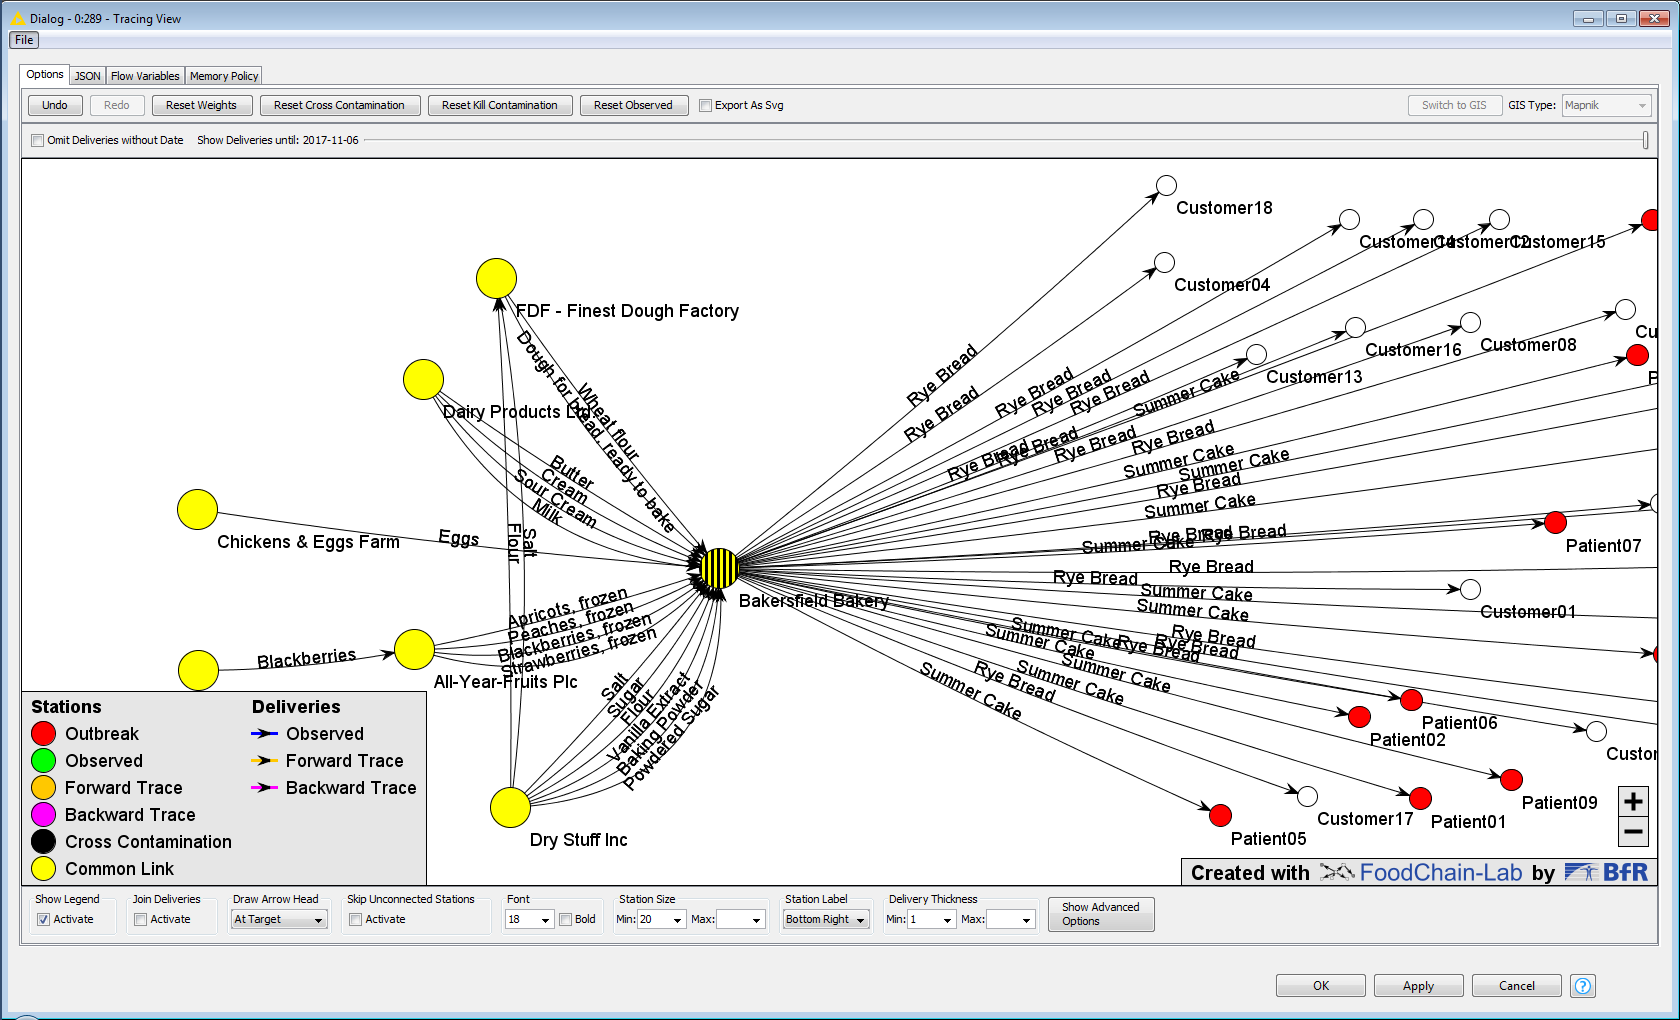 Dialog - 0:289 - Tracing View
File
Options JSON Flow Variables Memory Policy
Undo Redo Reset Weights Reset Cross Contamination Reset Kill Contamination Reset Observed Export As Svg Switch to GIS GIS Type: Mapnik
Omit Deliveries without Date Show Deliveries until: 2017-11-06
Customer18
Customer14
Customer12
Customer15
Customer04
FDF - Finest Dough Factory
Cu
Customer16
Customer08
Customer13
P
Dairy Products Ltd.
Dough for bread, ready to bake
Wheat flour
Rye Bread
Rye Bread
Rye Bread
Rye Bread
Rye Bread
Summer Cake
Rye Bread
Rye Bread
Rye Bread
Rye Bread
Summer Cake
Summer Cake
Rye Bread
Summer Cake
Butter
Cream
Sour Cream
Milk
Chickens & Eggs Farm
Eggs
Flour
Salt
Rye Bread
Rye Bread
Summer Cake
Patient07
Rye Bread
Rye Bread
Summer Cake
Summer Cake
Bakersfield Bakery
Customer01
Apricots, frozen
Peaches, frozen
Blackberries, frozen
Strawberries, frozen
Blackberries
All-Year-Fruits Plc
Summer Cake
Summer Cake
Rye Bread
Rye Bread
Rye Bread
Summer Cake
Summer Cake
Rye Bread
Summer Cake
Salt
Sugar
Flour
Vanilla Extract
Baking Powder
Powdered Sugar
Patient06
Patient02
Custor
Patient09
Customer17
Patient01
Patient05
Dry Stuff Inc
Stations
Outbreak
Observed
Forward Trace
Backward Trace
Cross Contamination
Common Link
Deliveries
Observed
Forward Trace
Backward Trace
+
−
Created with FoodChain-Lab by BfR
Show Legend Join Deliveries Draw Arrow Head Skip Unconnected Stations Font Station Size Station Label Delivery Thickness
Activate Activate At Target Activate 18 Bold Min: 20 Max: Bottom Right Min: 1 Max: Show Advanced Options
OK Apply Cancel ?